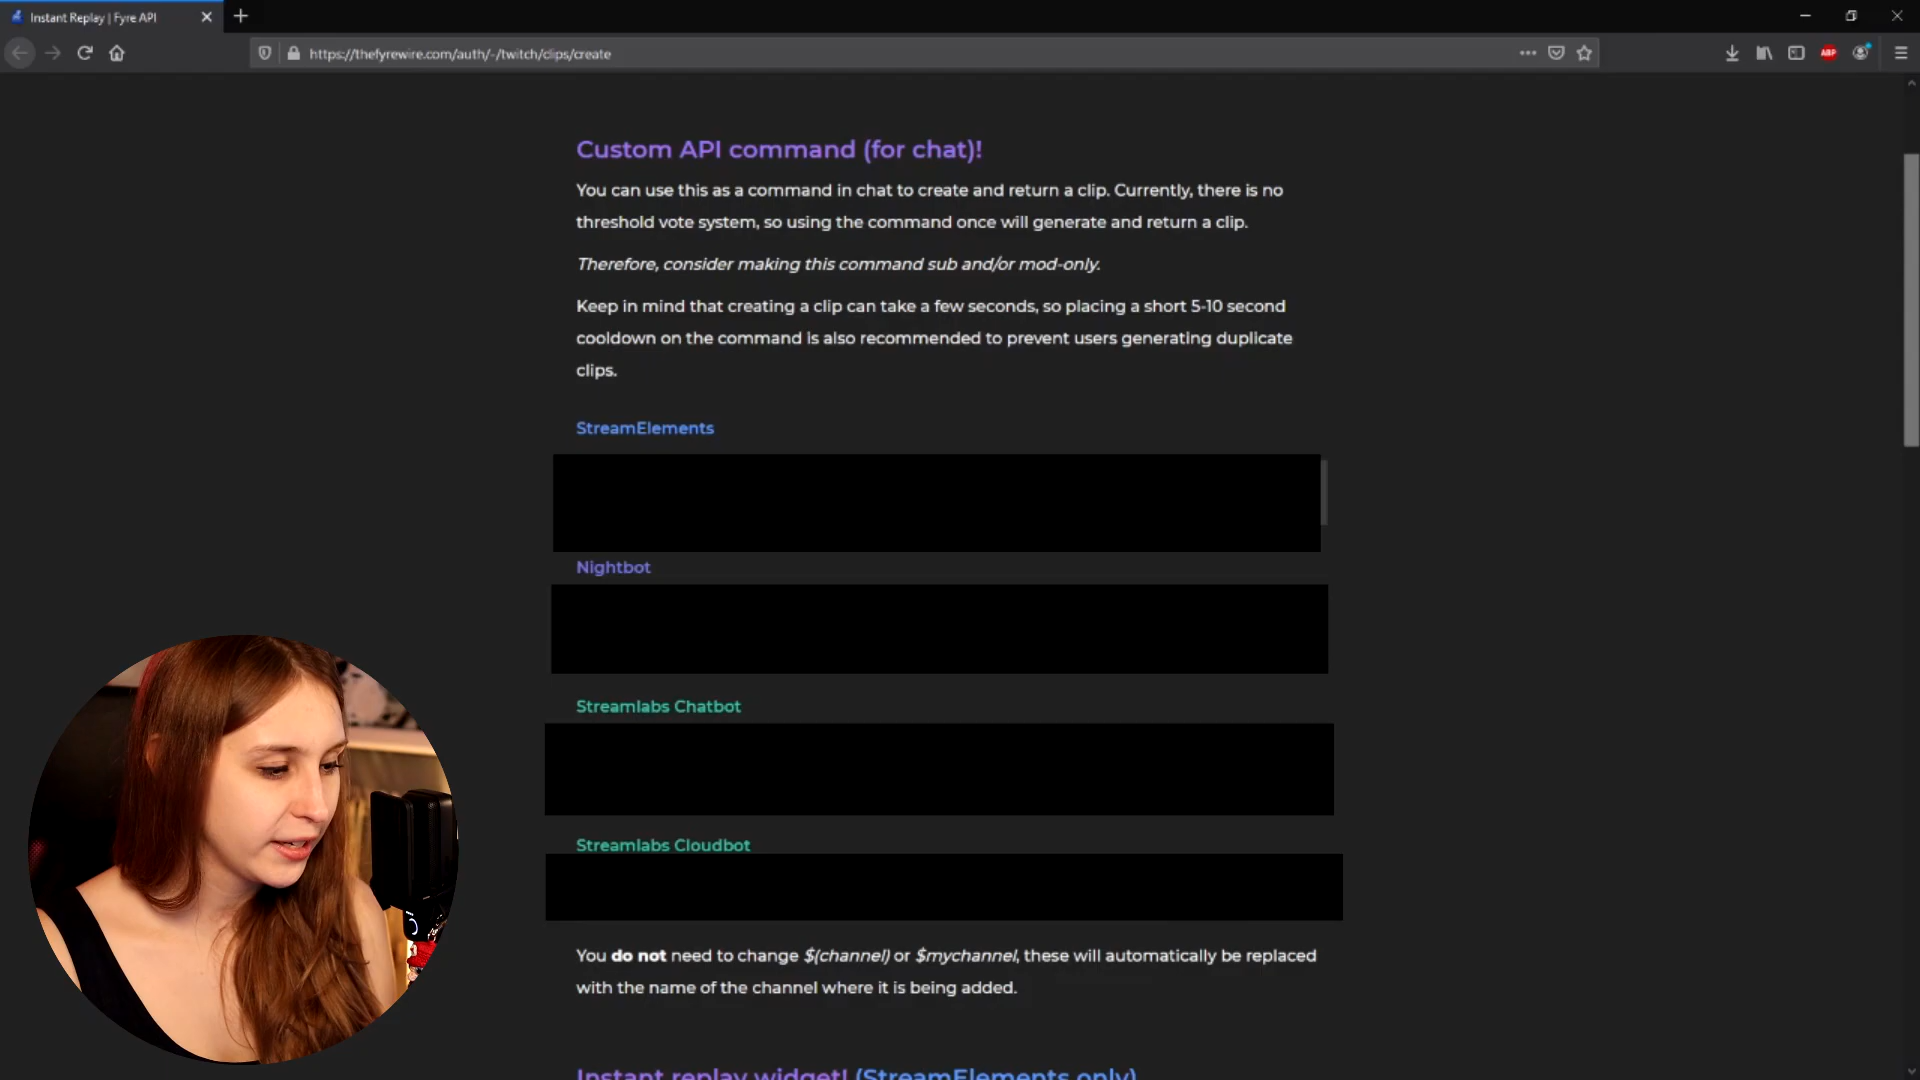 Instant Replay | Fyre API
https://thefyrewire.com/auth/-/twitch/clips/create
ABP
Custom API command (for chat)!
You can use this as a command in chat to create and return a clip. Currently, there is no
threshold vote system, so using the command once will generate and return a clip.
Therefore, consider making this command sub and/or mod-only.
Keep in mind that creating a clip can take a few seconds, so placing a short 5-10 second
cooldown on the command is also recommended to prevent users generating duplicate
clips.
StreamElements
Nightbot
Streamlabs Chatbot
Streamlabs Cloudbot
You do not need to change $(channel) or $mychannel, these will automatically be replaced
with the name of the channel where it is being added.
Instant replay widget! (StreamElements only)